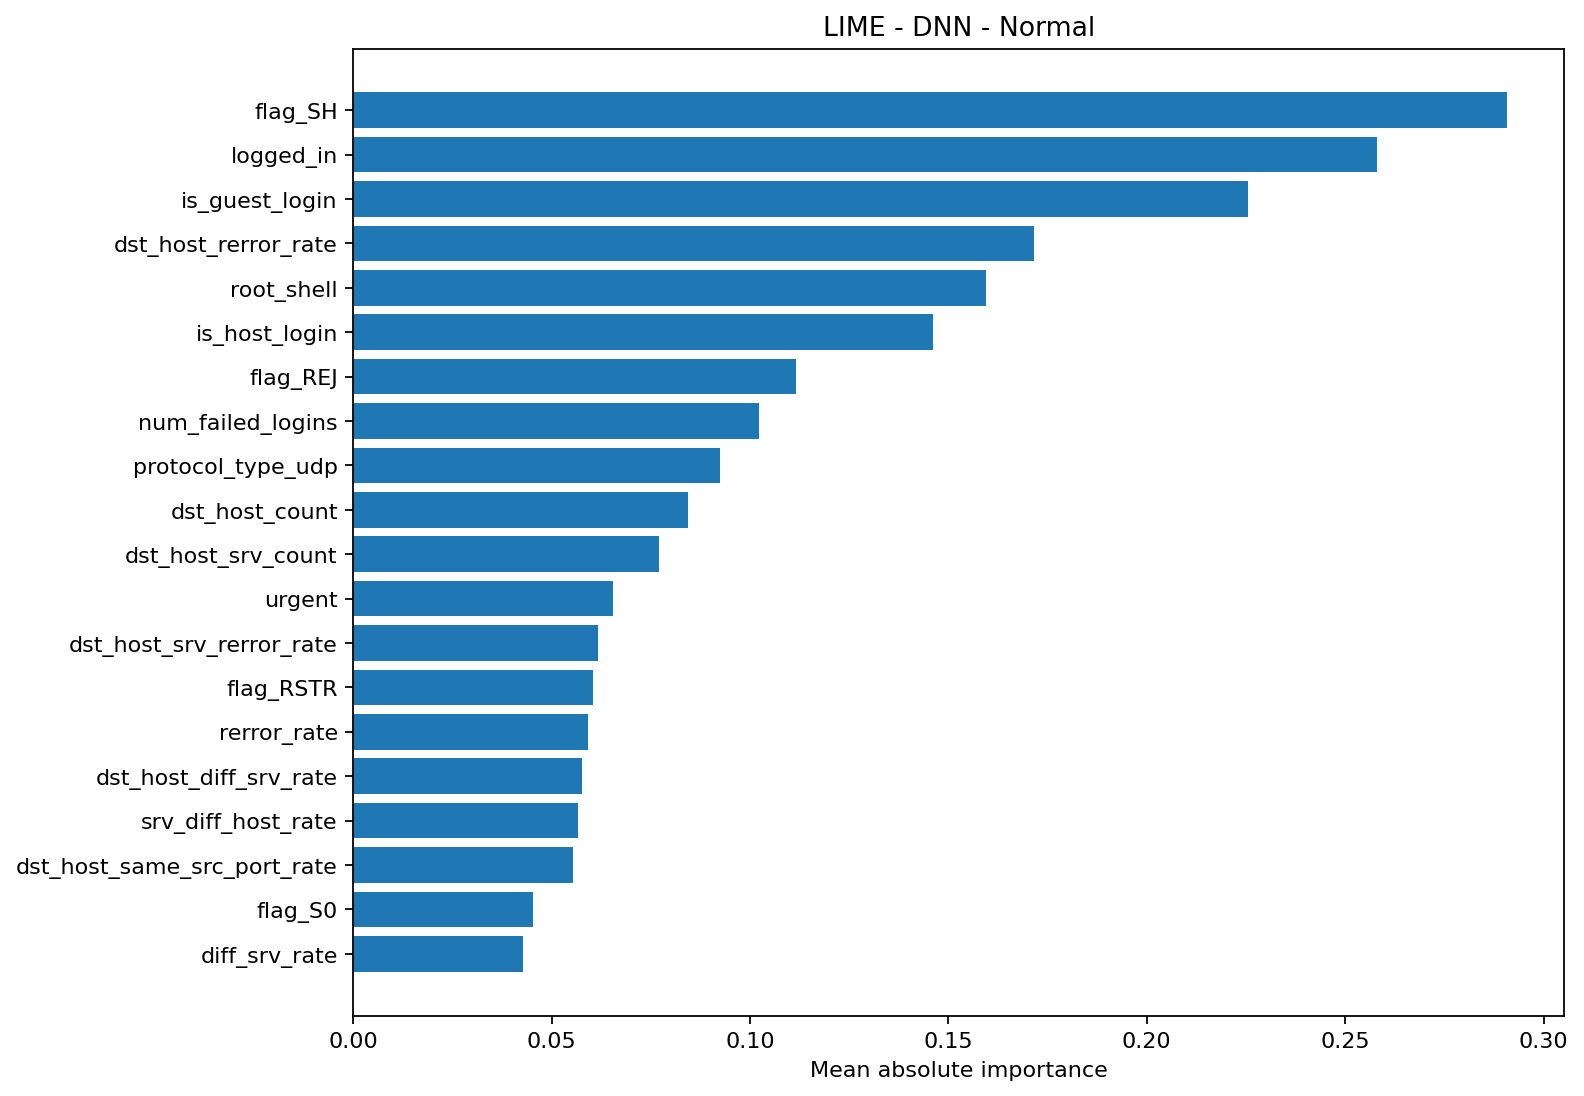 LIME - DNN - Normal
flag_SH
logged_in
is_guest_login
dst_host_rerror_rate
root_shell
is_host_login
flag_REJ
num_failed_logins
protocol_type_udp
dst_host_count
dst_host_srv_count
urgent
dst_host_srv_rerror_rate
flag_RSTR
rerror_rate
dst_host_diff_srv_rate
srv_diff_host_rate
dst_host_same_src_port_rate
flag_S0
diff_srv_rate
0.00 0.05 0.10 0.15 0.20 0.25 0.30
Mean absolute importance